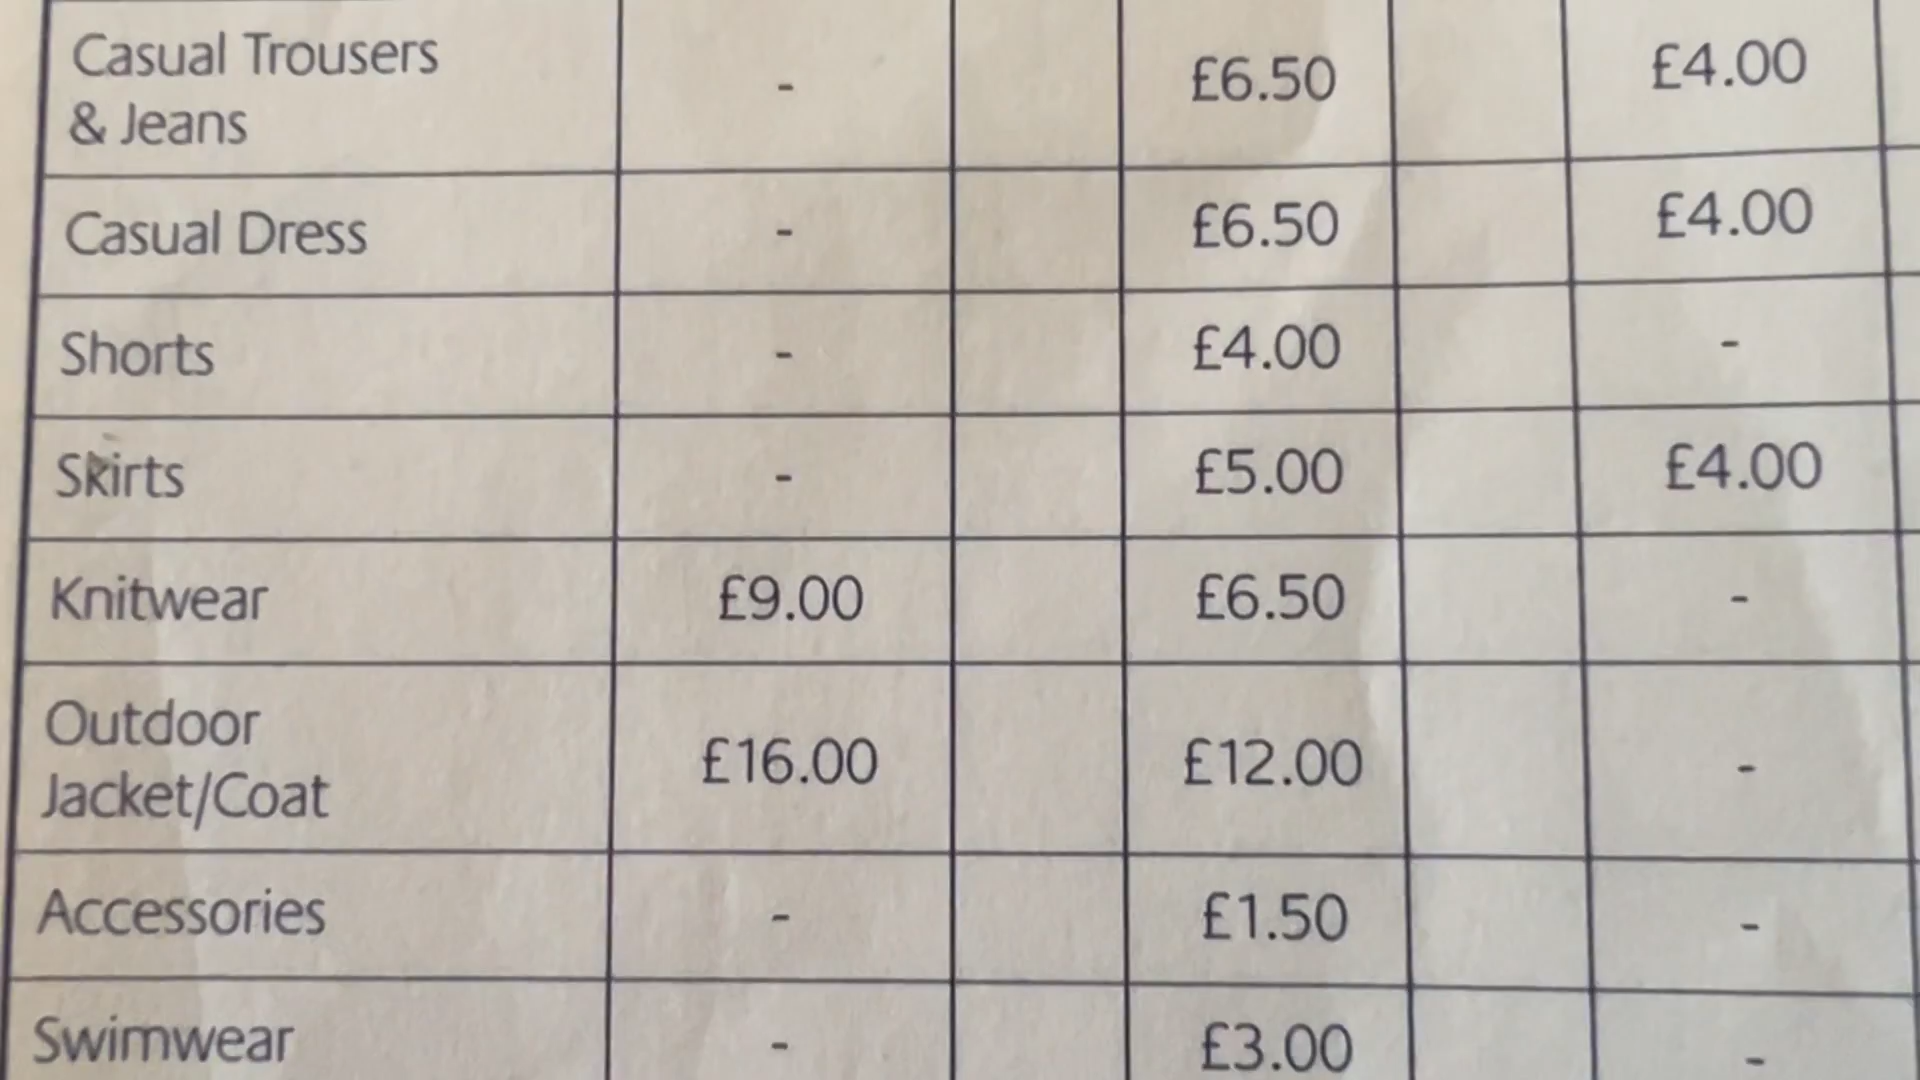 Casual Trousers
& Jeans - £6.50 £4.00
Casual Dress - £6.50 £4.00
Shorts - £4.00 -
Skirts - £5.00 £4.00
Knitwear £9.00 £6.50 -
Outdoor
Jacket/Coat £16.00 £12.00 -
Accessories - £1.50 -
Swimwear - £3.00 -